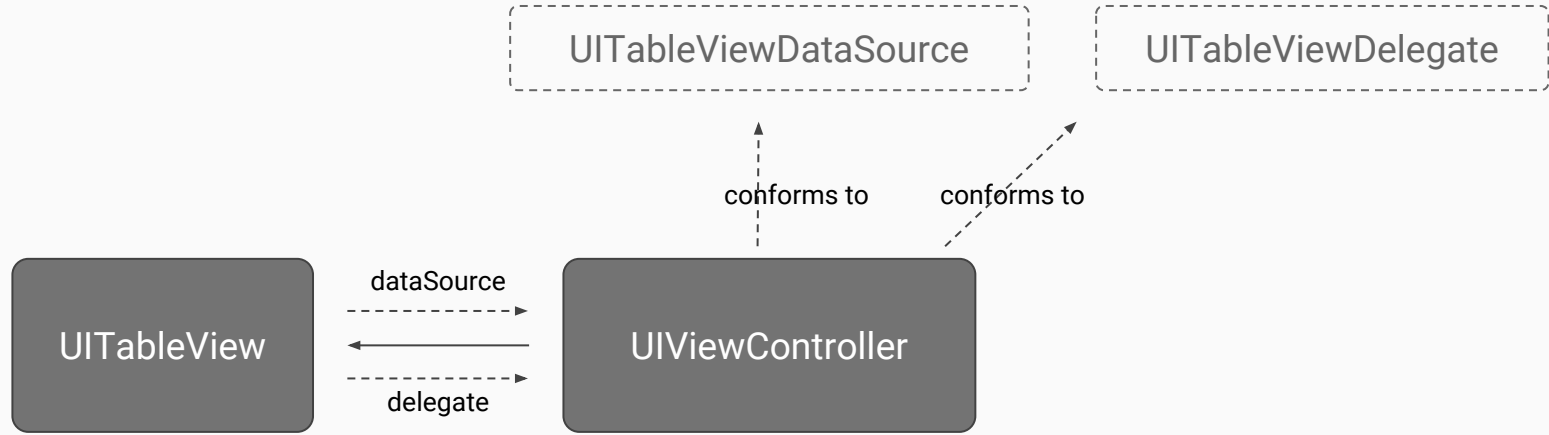 UITableViewDataSource
UITableViewDelegate
conforms to
conforms to
dataSource
UITableView
UIViewController
delegate